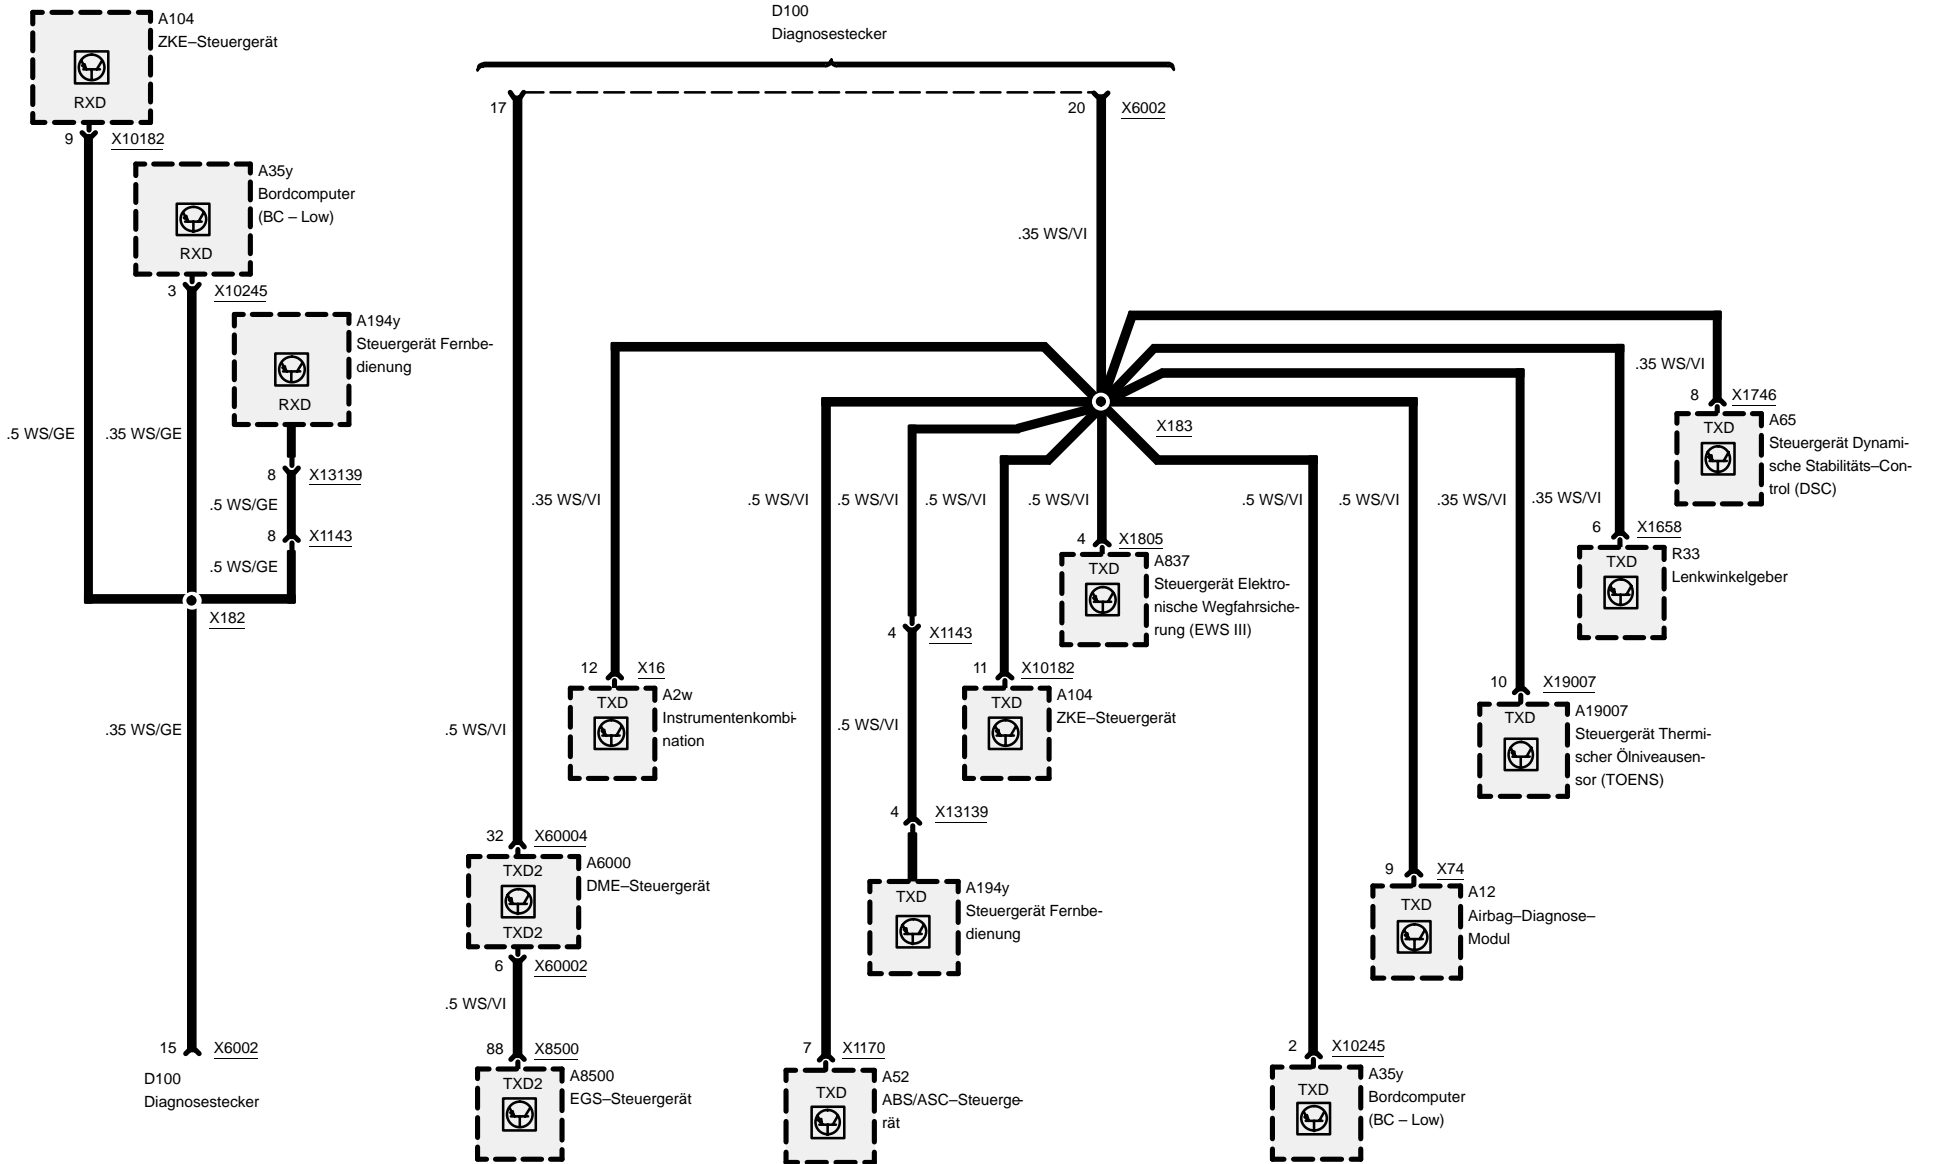 A104
ZKE–Steuergerät
RXD
9 X10182
A35y
Bordcomputer
(BC – Low)
RXD
3 X10245
A194y
Steuergerät Fernbe-
dienung
RXD
.5 WS/GE
.35 WS/GE
8 X13139
.5 WS/GE
8 X1143
.5 WS/GE
X182
.35 WS/GE
15 X6002
D100
Diagnosestecker
D100
Diagnosestecker
17
20 X6002
.35 WS/VI
X183
.35 WS/VI
.5 WS/VI
.5 WS/VI
.5 WS/VI
.5 WS/VI
.5 WS/VI
.5 WS/VI
.35 WS/VI
.35 WS/VI
.35 WS/VI
8 X1746
TXD
A65
Steuergerät Dynami-
sche Stabilitäts–Con-
trol (DSC)
6 X1658
TXD
R33
Lenkwinkelgeber
4 X1805
TXD
A837
Steuergerät Elektro-
nische Wegfahrsiche-
rung (EWS III)
4 X1143
12 X16
TXD
A2w
Instrumentenkombi-
nation
11 X10182
TXD
A104
ZKE–Steuergerät
10 X19007
TXD
A19007
Steuergerät Thermi-
scher Ölniveausen-
sor (TOENS)
.5 WS/VI
.5 WS/VI
4 X13139
TXD
A194y
Steuergerät Fernbe-
dienung
32 X60004
TXD2
A6000
DME–Steuergerät
TXD2
6 X60002
.5 WS/VI
9 X74
TXD
A12
Airbag–Diagnose–
Modul
88 X8500
TXD2
A8500
EGS–Steuergerät
7 X1170
TXD
A52
ABS/ASC–Steuerge-
rät
2 X10245
TXD
A35y
Bordcomputer
(BC – Low)